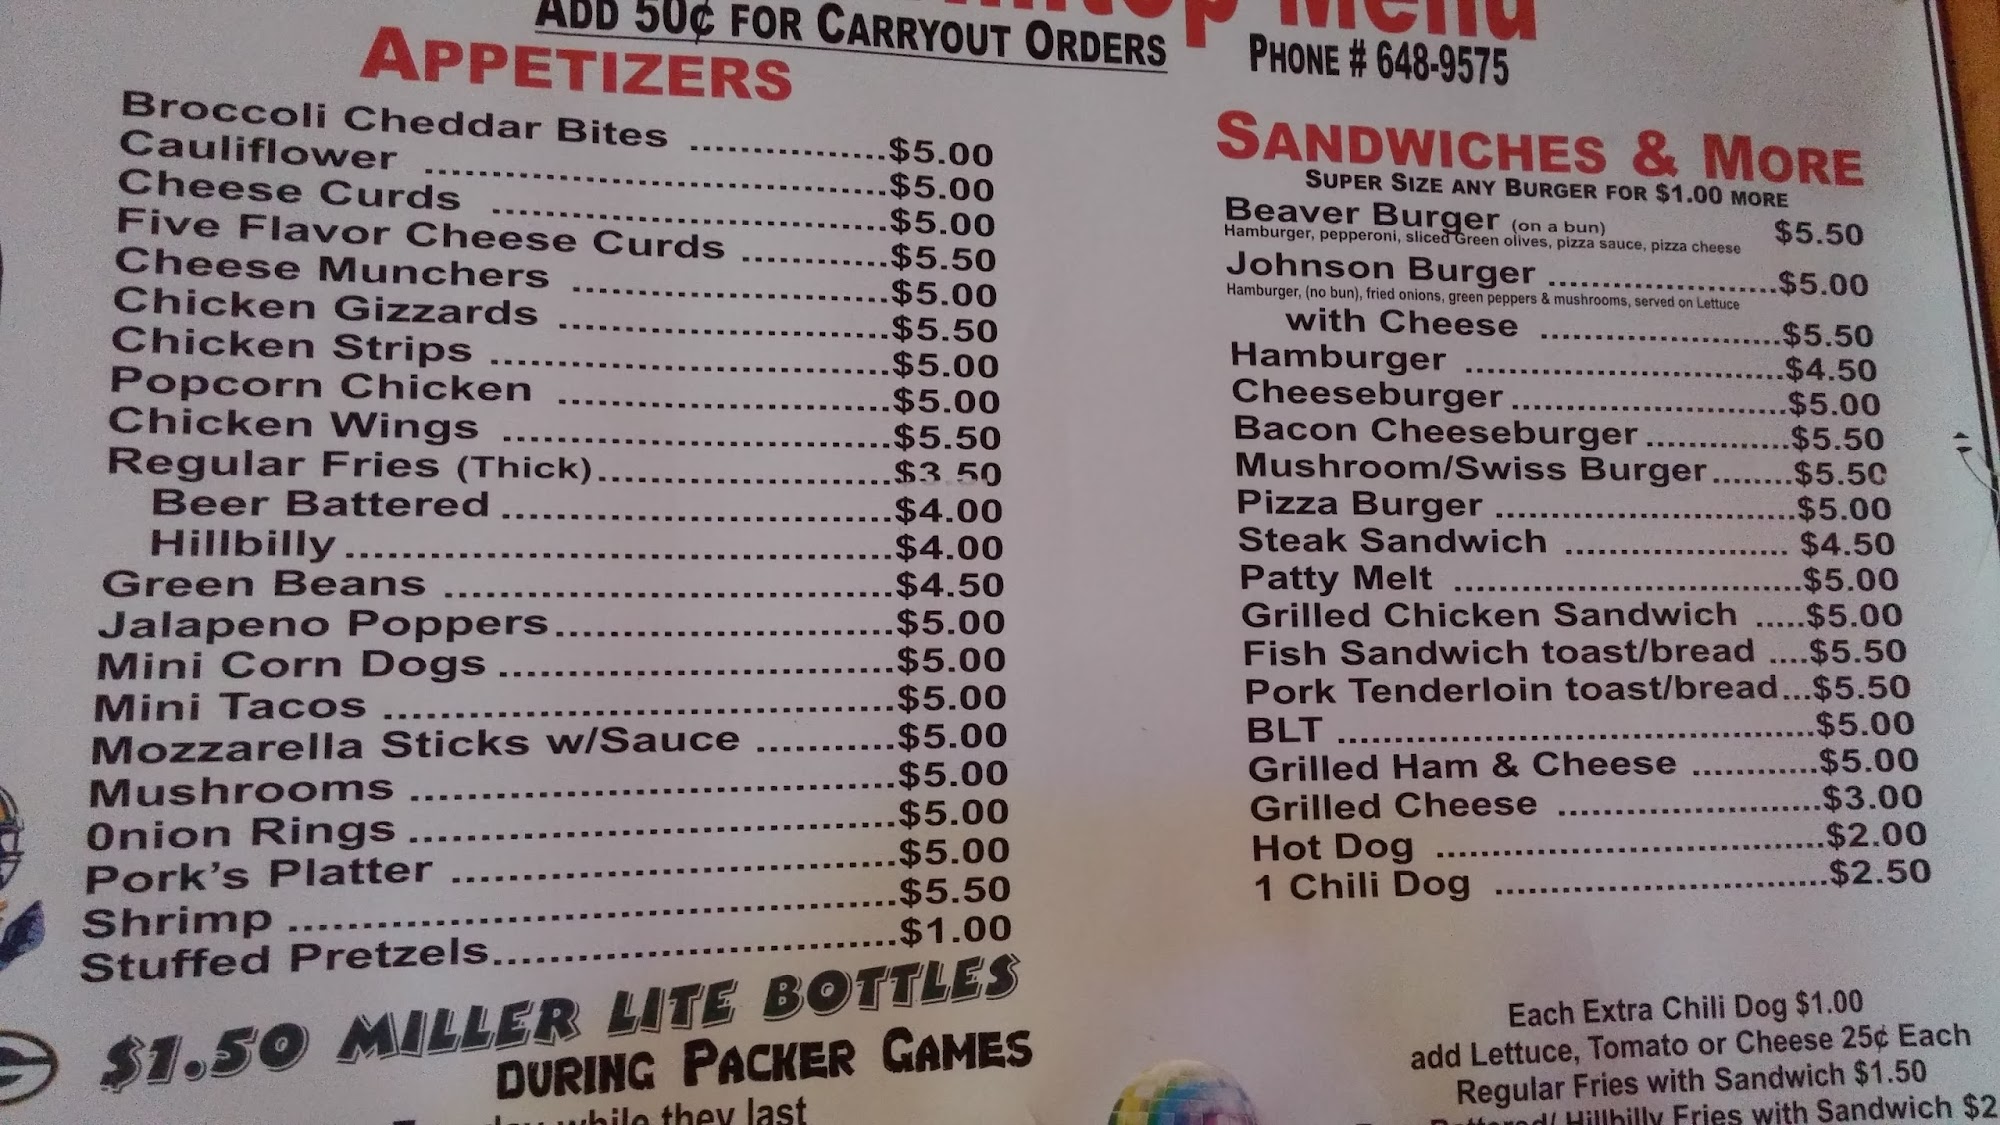 Menu
ADD 50¢ FOR CARRYOUT ORDERS
PHONE # 648-9575
APPETIZERS
Broccoli Cheddar Bites ................$5.00
Cauliflower ......................................$5.00
Cheese Curds .................................$5.00
Five Flavor Cheese Curds ............$5.50
Cheese Munchers ..........................$5.00
Chicken Gizzards ...........................$5.50
Chicken Strips .................................$5.00
Popcorn Chicken ............................$5.00
Chicken Wings ................................$5.50
Regular Fries (Thick).........................$3.50
Beer Battered .................................$4.00
Hillbilly..............................................$4.00
Green Beans .....................................$4.50
Jalapeno Poppers............................$5.00
Mini Corn Dogs .................................$5.00
Mini Tacos ..........................................$5.00
Mozzarella Sticks w/Sauce ............$5.00
Mushrooms ........................................$5.00
0nion Rings ........................................$5.00
Pork's Platter .....................................$5.00
Shrimp ...................................................$5.50
Stuffed Pretzels..................................$1.00
$1.50 MILLER LITE BOTTLES
DURING PACKER GAMES
while they last
SANDWICHES & MORE
SUPER SIZE ANY BURGER FOR $1.00 MORE
Beaver Burger (on a bun) $5.50
Hamburger, pepperoni, sliced Green olives, pizza sauce, pizza cheese
Johnson Burger .....................$5.00
Hamburger, (no bun), fried onions, green peppers & mushrooms, served on Lettuce
with Cheese ......................$5.50
Hamburger .............................$4.50
Cheeseburger.........................$5.00
Bacon Cheeseburger.............$5.50
Mushroom/Swiss Burger........$5.50
Pizza Burger ...........................$5.00
Steak Sandwich .................... $4.50
Patty Melt ...............................$5.00
Grilled Chicken Sandwich .....$5.00
Fish Sandwich toast/bread ....$5.50
Pork Tenderloin toast/bread...$5.50
BLT ..........................................$5.00
Grilled Ham & Cheese ............$5.00
Grilled Cheese ........................$3.00
Hot Dog ...................................$2.00
1 Chili Dog ..............................$2.50
Each Extra Chili Dog $1.00
add Lettuce, Tomato or Cheese 25¢ Each
Regular Fries with Sandwich $1.50
Hillbilly Fries with Sandwich $2